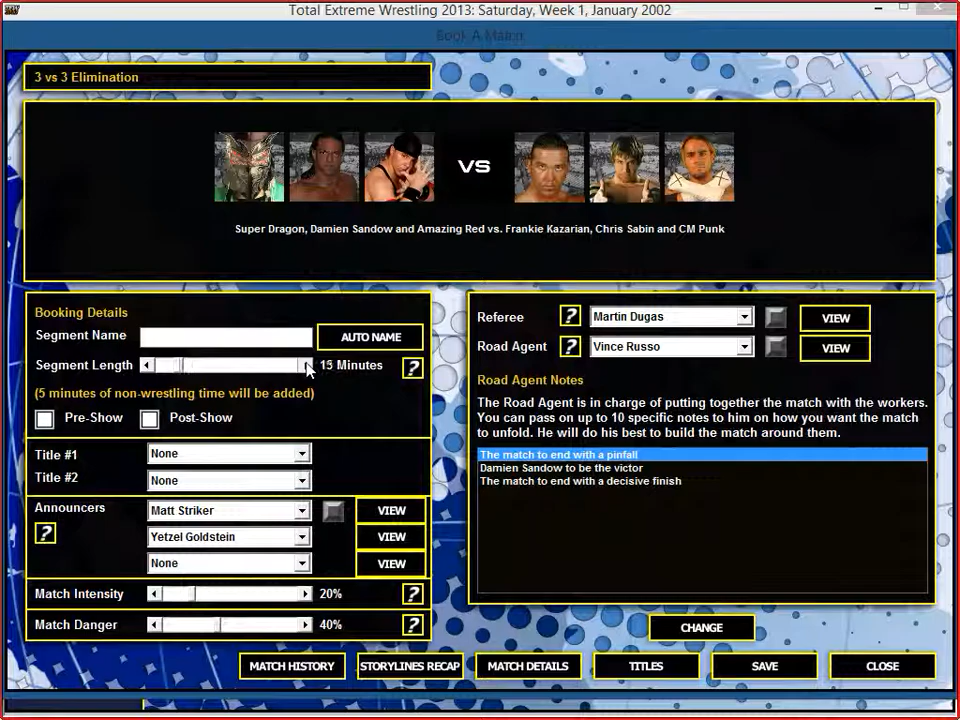 Total Extreme Wrestling 2013: Saturday, Week 1, January 2002
Book A Match
3 vs 3 Elimination
VS
Super Dragon, Damien Sandow and Amazing Red vs. Frankie Kazarian, Chris Sabin and CM Punk
Booking Details
Segment Name
AUTO NAME
Segment Length
15 Minutes
?
(5 minutes of non-wrestling time will be added)
Pre-Show
Post-Show
Title #1
None
Title #2
None
Announcers
Matt Striker
VIEW
?
Yetzel Goldstein
VIEW
None
VIEW
Match Intensity
20%
?
Match Danger
40%
?
Referee
?
Martin Dugas
VIEW
Road Agent
?
Vince Russo
VIEW
Road Agent Notes
The Road Agent is in charge of putting together the match with the workers.
You can pass on up to 10 specific notes to him on how you want the match
to unfold. He will do his best to build the match around them.
The match to end with a pinfall
Damien Sandow to be the victor
The match to end with a decisive finish
CHANGE
MATCH HISTORY
STORYLINES RECAP
MATCH DETAILS
TITLES
SAVE
CLOSE